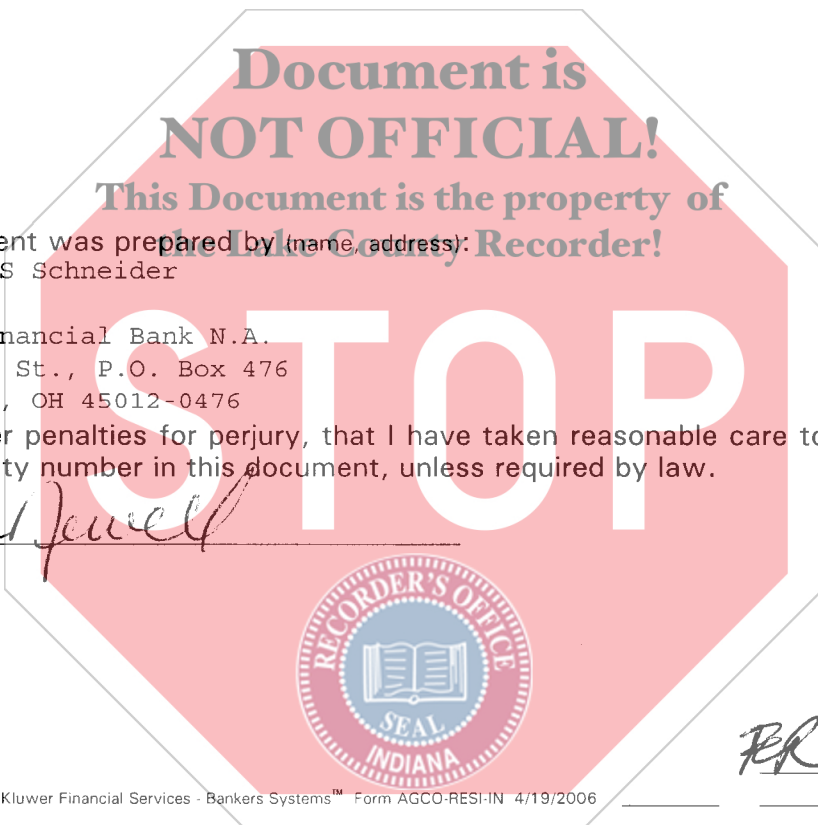 Document is
NOT OFFICIAL!
This Document is the property of
the Lake County Recorder!
ent was prepared by (name, address):
S Schneider
nancial Bank N.A.
St., P.O. Box 476
, OH 45012-0476
r penalties for perjury, that I have taken reasonable care to
ty number in this document, unless required by law.
Jewell
STOP
RECORDER'S OFFICE
SEAL
INDIANA
Kluwer Financial Services - Bankers Systems™ Form AGCO-RESI-IN 4/19/2006